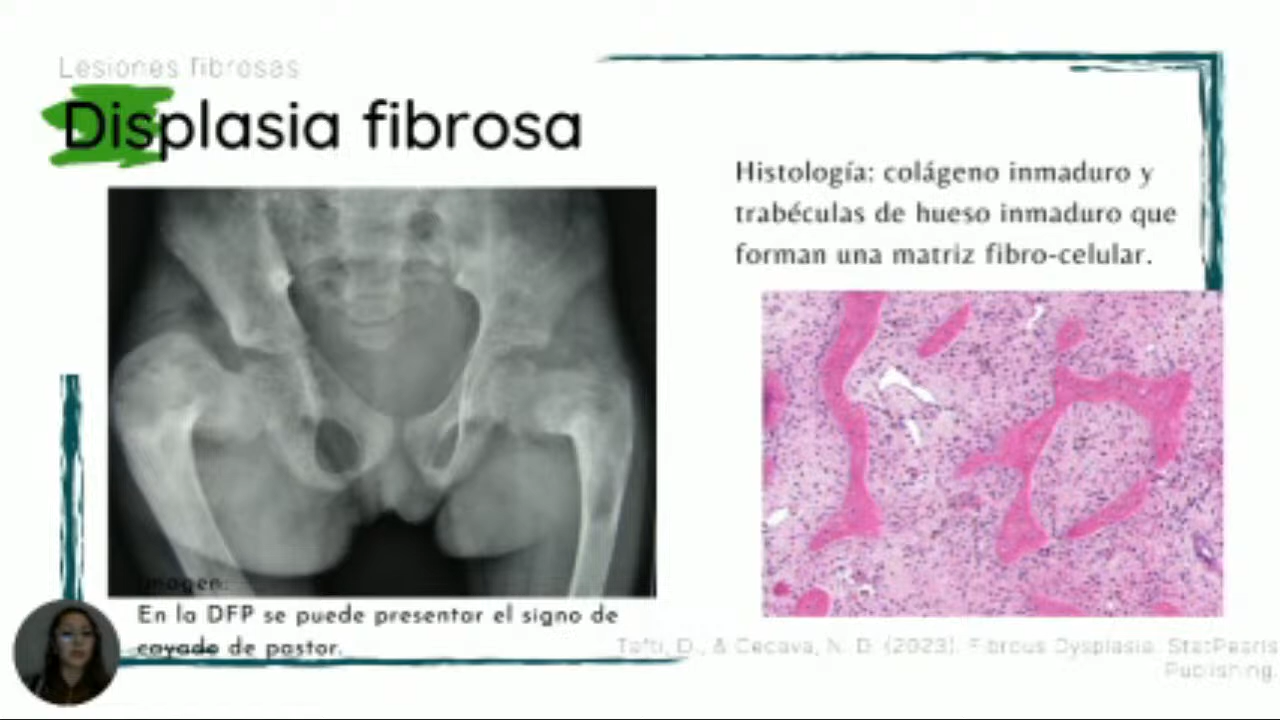 Lesiones fibrosas
Displasia fibrosa
Histología: colágeno inmaduro y
trabéculas de hueso inmaduro que
forman una matriz fibro-celular.
Imagen:
En la DFP se puede presentar el signo de
cayado de pastor.
Tafti, D., & Cecava, N. D. (2023). Fibrous Dysplasia. StatPearls
Publishing.